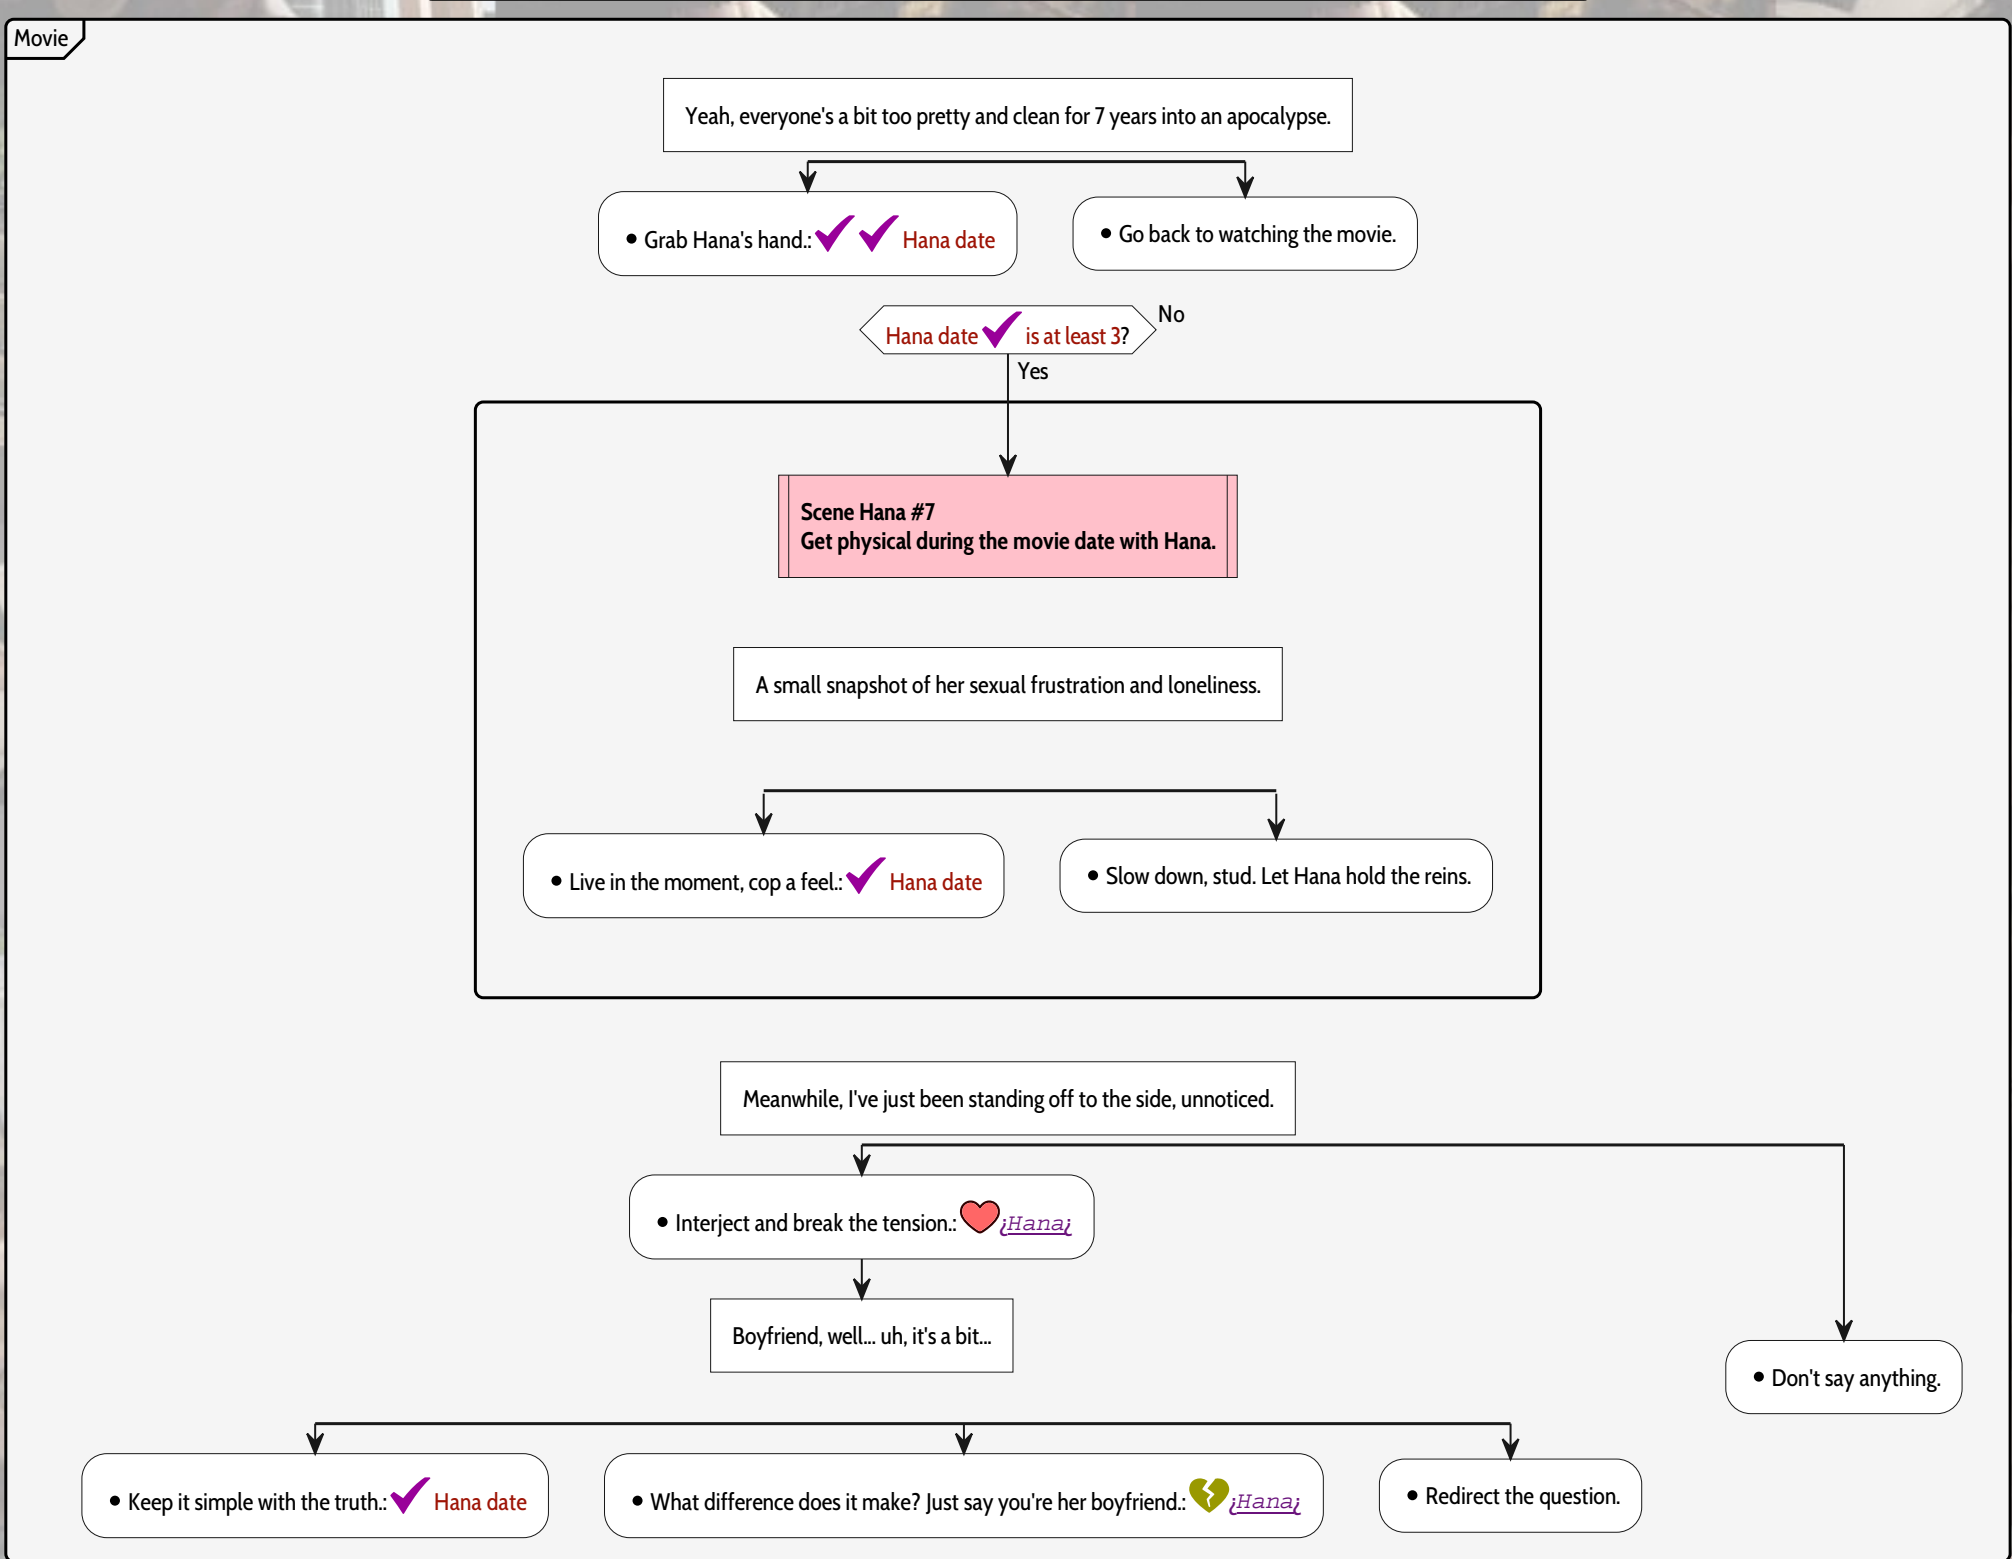 Movie
Yeah, everyone's a bit too pretty and clean for 7 years into an apocalypse.
• Grab Hana's hand.: ✔✔ Hana date
• Go back to watching the movie.
Hana date ✔ is at least 3?
No
Yes
Scene Hana #7
Get physical during the movie date with Hana.
A small snapshot of her sexual frustration and loneliness.
• Live in the moment, cop a feel.: ✔ Hana date
• Slow down, stud. Let Hana hold the reins.
Meanwhile, I've just been standing off to the side, unnoticed.
• Interject and break the tension.: ❤¿Hana¿
Boyfriend, well... uh, it's a bit...
• Don't say anything.
• Keep it simple with the truth.: ✔ Hana date
• What difference does it make? Just say you're her boyfriend.: 💔¿Hana¿
• Redirect the question.